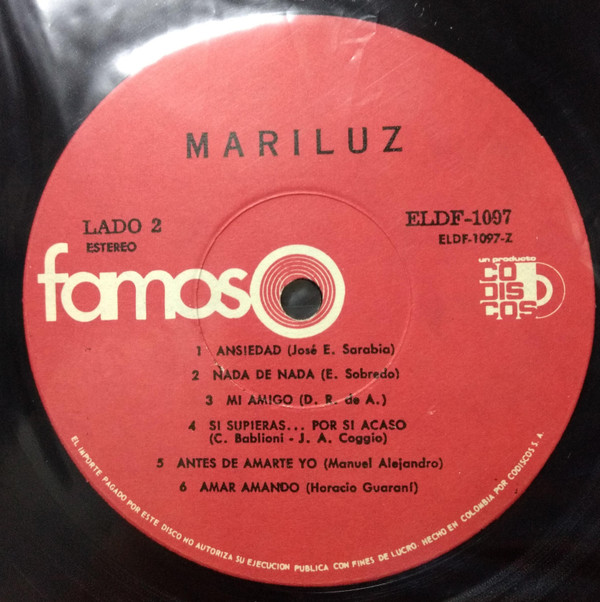 MARILUZ
LADO 2
ESTEREO
ELDF-1097
ELDF-1097-Z
famoso
un producto
CO
DIS
COS
1 ANSIEDAD (José E. Sarabia)
2 NADA DE NADA (E. Sobredo)
3 MI AMIGO (D. R. de A.)
4 SI SUPIERAS... POR SI ACASO
(C. Bablioni - J. A. Coggio)
5 ANTES DE AMARTE YO (Manuel Alejandro)
6 AMAR AMANDO (Horacio Guaraní)
EL IMPORTE PAGADO POR ESTE DISCO NO AUTORIZA SU EJECUCION PUBLICA CON FINES DE LUCRO. HECHO EN COLOMBIA POR CODISCOS S. A.